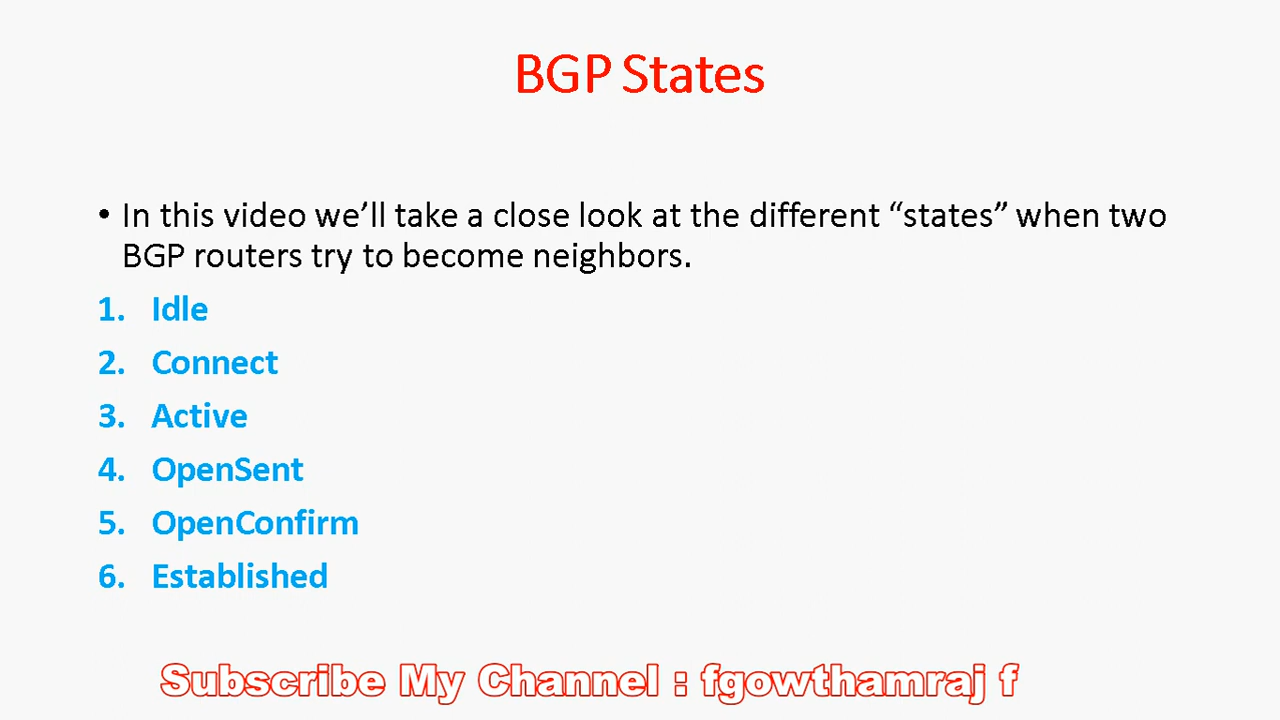 BGP States
• In this video we’ll take a close look at the different “states” when two
BGP routers try to become neighbors.
1. Idle
2. Connect
3. Active
4. OpenSent
5. OpenConfirm
6. Established
Subscribe My Channel : fgowthamraj f